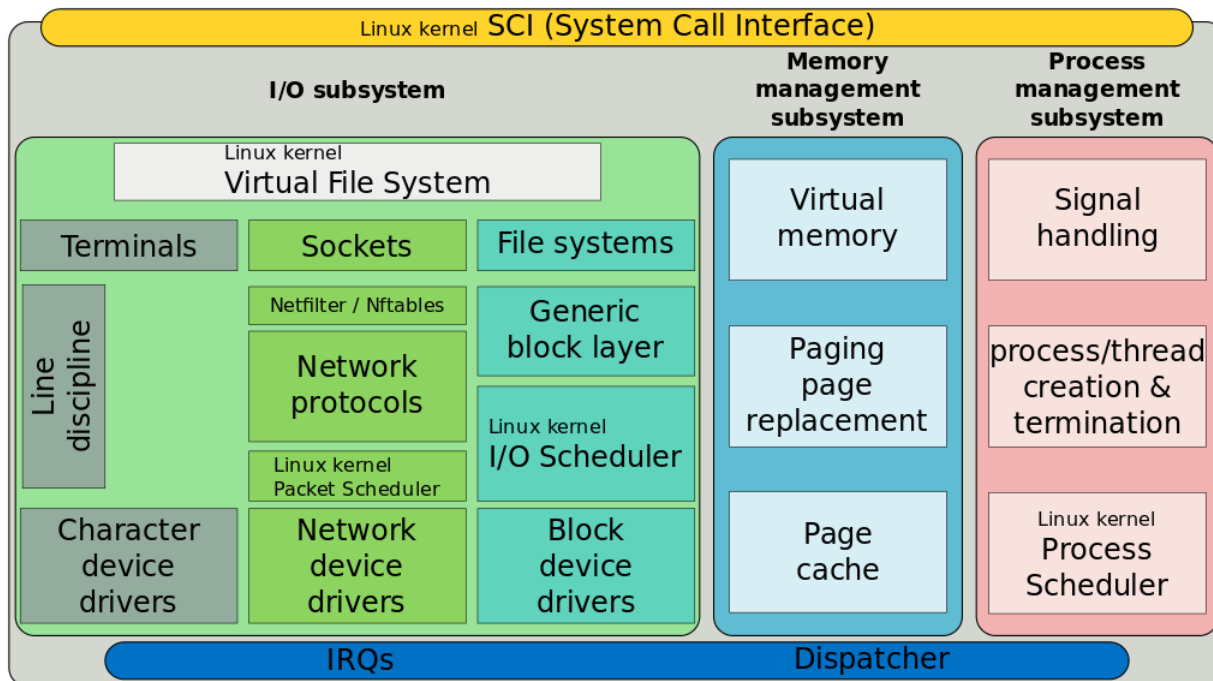 Linux kernel SCI (System Call Interface)
I/O subsystem
Memory
management
subsystem
Process
management
subsystem
Linux kernel
Virtual File System
Terminals
Sockets
File systems
Line
discipline
Netfilter / Nftables
Network
protocols
Linux kernel
Packet Scheduler
Generic
block layer
Linux kernel
I/O Scheduler
Character
device
drivers
Network
device
drivers
Block
device
drivers
Virtual
memory
Paging
page
replacement
Page
cache
Signal
handling
process/thread
creation &
termination
Linux kernel
Process
Scheduler
IRQs
Dispatcher